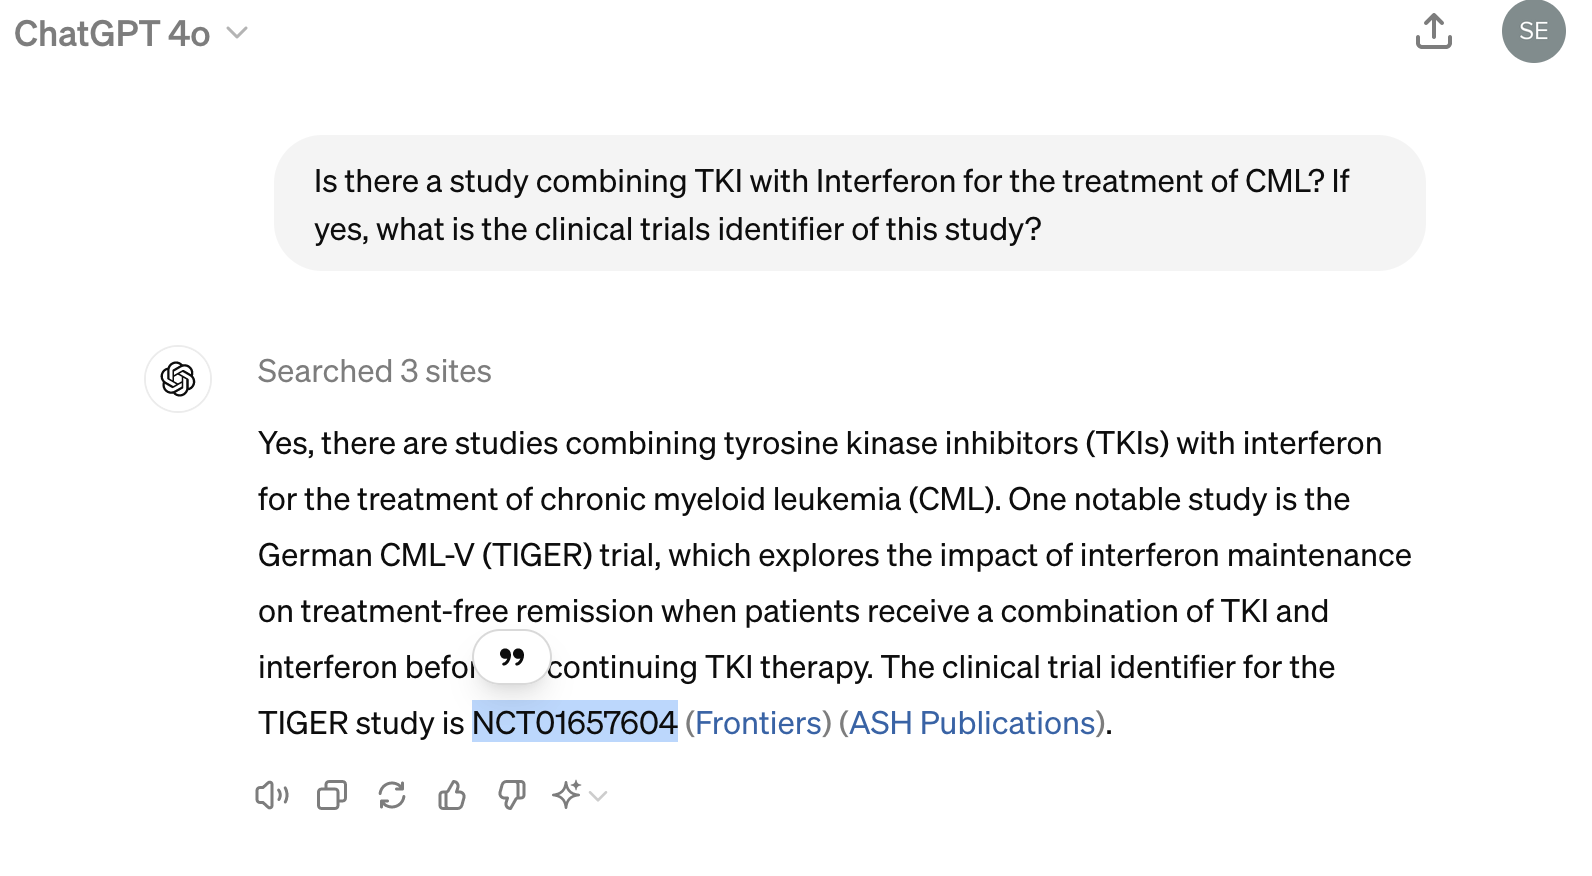 ChatGPT 4o
SE
Is there a study combining TKI with Interferon for the treatment of CML? If
yes, what is the clinical trials identifier of this study?
Searched 3 sites
Yes, there are studies combining tyrosine kinase inhibitors (TKIs) with interferon
for the treatment of chronic myeloid leukemia (CML). One notable study is the
German CML-V (TIGER) trial, which explores the impact of interferon maintenance
on treatment-free remission when patients receive a combination of TKI and
interferon befor continuing TKI therapy. The clinical trial identifier for the
TIGER study is NCT01657604 (Frontiers) (ASH Publications).